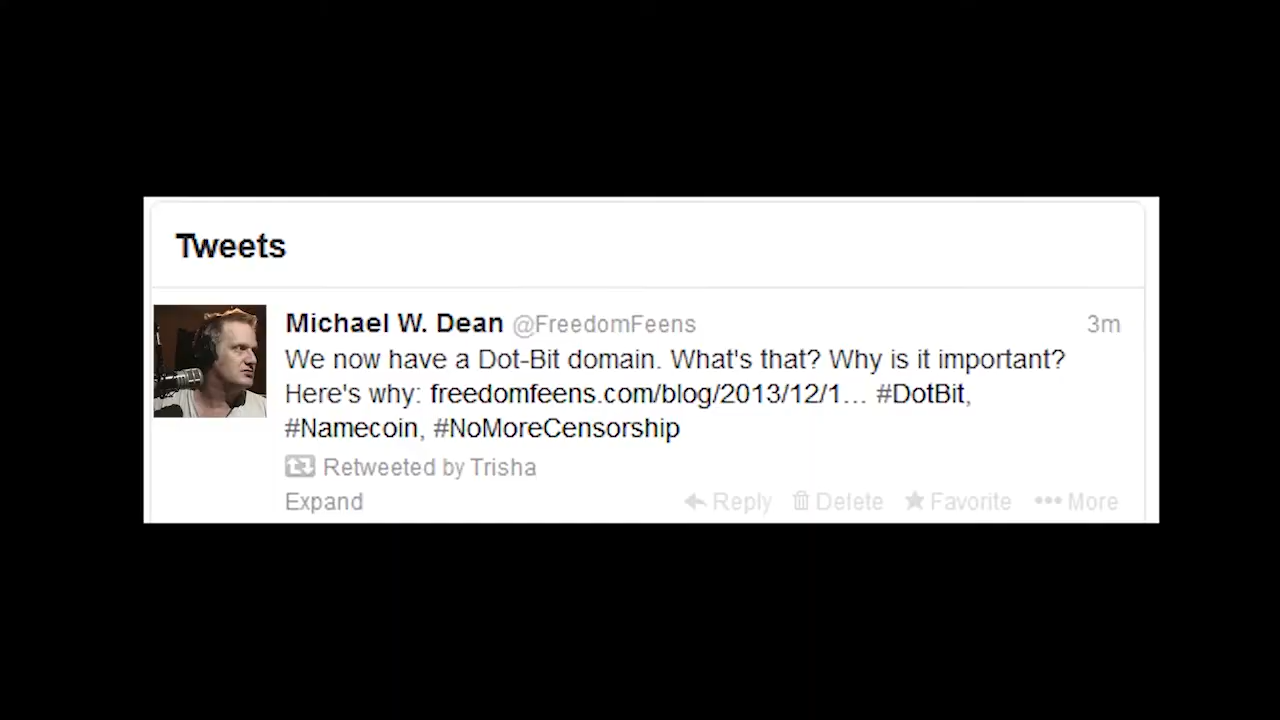 Tweets
Michael W. Dean @FreedomFeens 3m
We now have a Dot-Bit domain. What's that? Why is it important?
Here's why: freedomfeens.com/blog/2013/12/1… #DotBit,
#Namecoin, #NoMoreCensorship
Retweeted by Trisha
Expand Reply Delete Favorite More